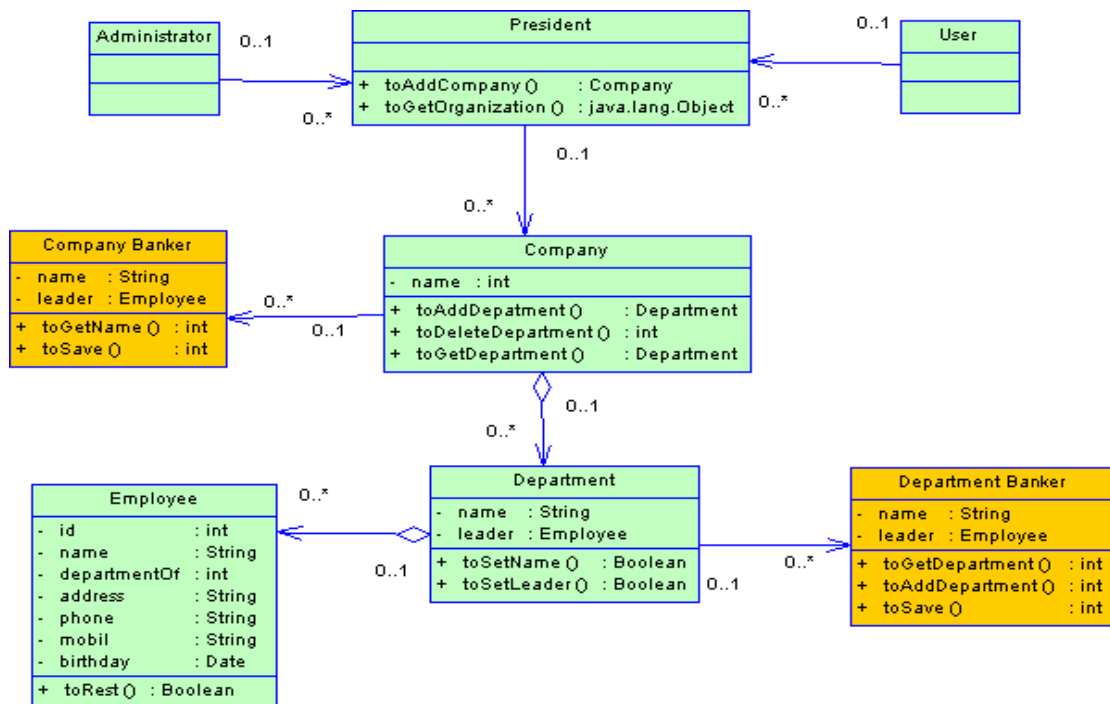 Administrator
0..1
President
+ toAddCompany () : Company
+ toGetOrganization () : java.lang.Object
0..1
User
0..*
0..*
0..1
0..*
Company Banker
- name : String
- leader : Employee
+ toGetName () : int
+ toSave () : int
0..*
0..1
Company
- name : int
+ toAddDepatment () : Department
+ toDeleteDepartment () : int
+ toGetDepartment () : Department
0..1
0..*
Employee
- id : int
- name : String
- departmentOf : int
- address : String
- phone : String
- mobil : String
- birthday : Date
+ toRest () : Boolean
0..*
0..1
Department
- name : String
- leader : Employee
+ toSetName () : Boolean
+ toSetLeader () : Boolean
0..1
0..*
Department Banker
- name : String
- leader : Employee
+ toGetDepartment () : int
+ toAddDepartment () : int
+ toSave () : int